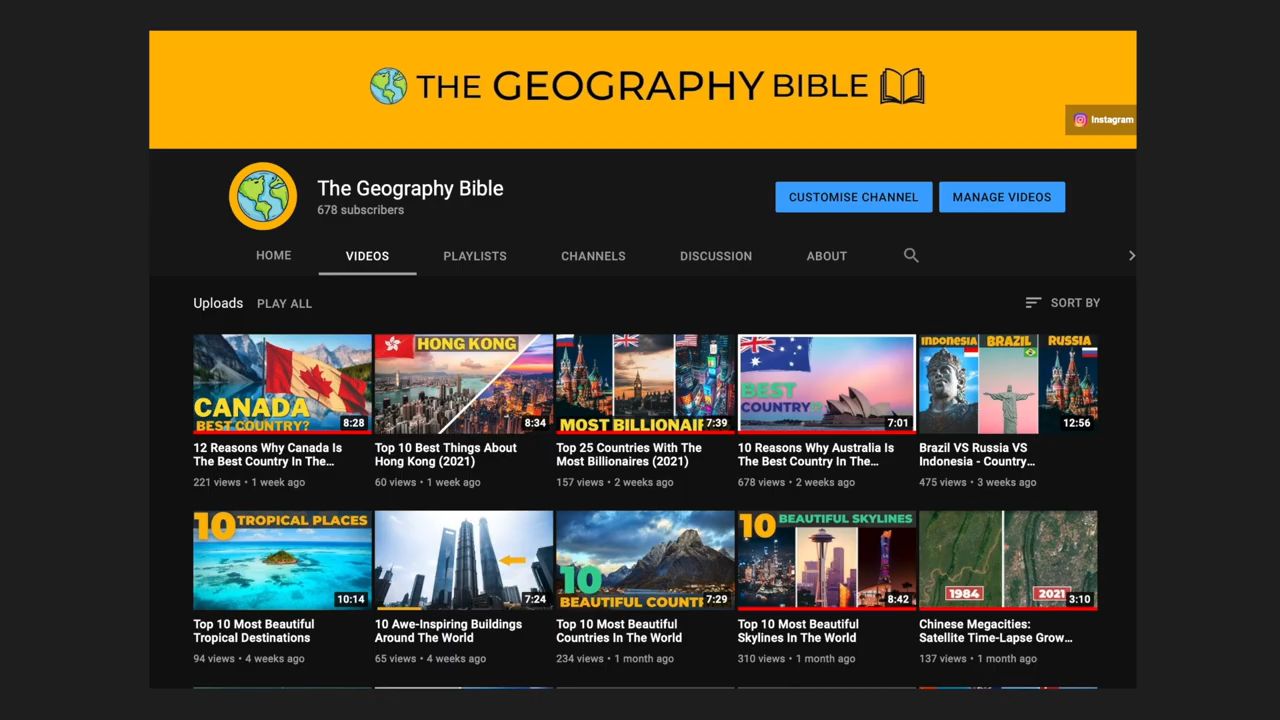 THE GEOGRAPHY BIBLE
Instagram
The Geography Bible
678 subscribers
CUSTOMISE CHANNEL
MANAGE VIDEOS
HOME
VIDEOS
PLAYLISTS
CHANNELS
DISCUSSION
ABOUT
Uploads
PLAY ALL
SORT BY
CANADA
BEST COUNTRY?
8:28
12 Reasons Why Canada Is
The Best Country In The...
221 views • 1 week ago
HONG KONG
8:34
Top 10 Best Things About
Hong Kong (2021)
60 views • 1 week ago
MOST BILLIONAIR
7:39
Top 25 Countries With The
Most Billionaires (2021)
157 views • 2 weeks ago
BEST
COUNTRY?
7:01
10 Reasons Why Australia Is
The Best Country In The...
678 views • 2 weeks ago
INDONESIA
BRAZIL
RUSSIA
12:56
Brazil VS Russia VS
Indonesia - Country...
475 views • 3 weeks ago
10 TROPICAL PLACES
10:14
Top 10 Most Beautiful
Tropical Destinations
94 views • 4 weeks ago
7:24
10 Awe-Inspiring Buildings
Around The World
65 views • 4 weeks ago
10
BEAUTIFUL COUNTI
7:29
Top 10 Most Beautiful
Countries In The World
234 views • 1 month ago
10 BEAUTIFUL SKYLINES
8:42
Top 10 Most Beautiful
Skylines In The World
310 views • 1 month ago
1984
2021
3:10
Chinese Megacities:
Satellite Time-Lapse Grow...
137 views • 1 month ago